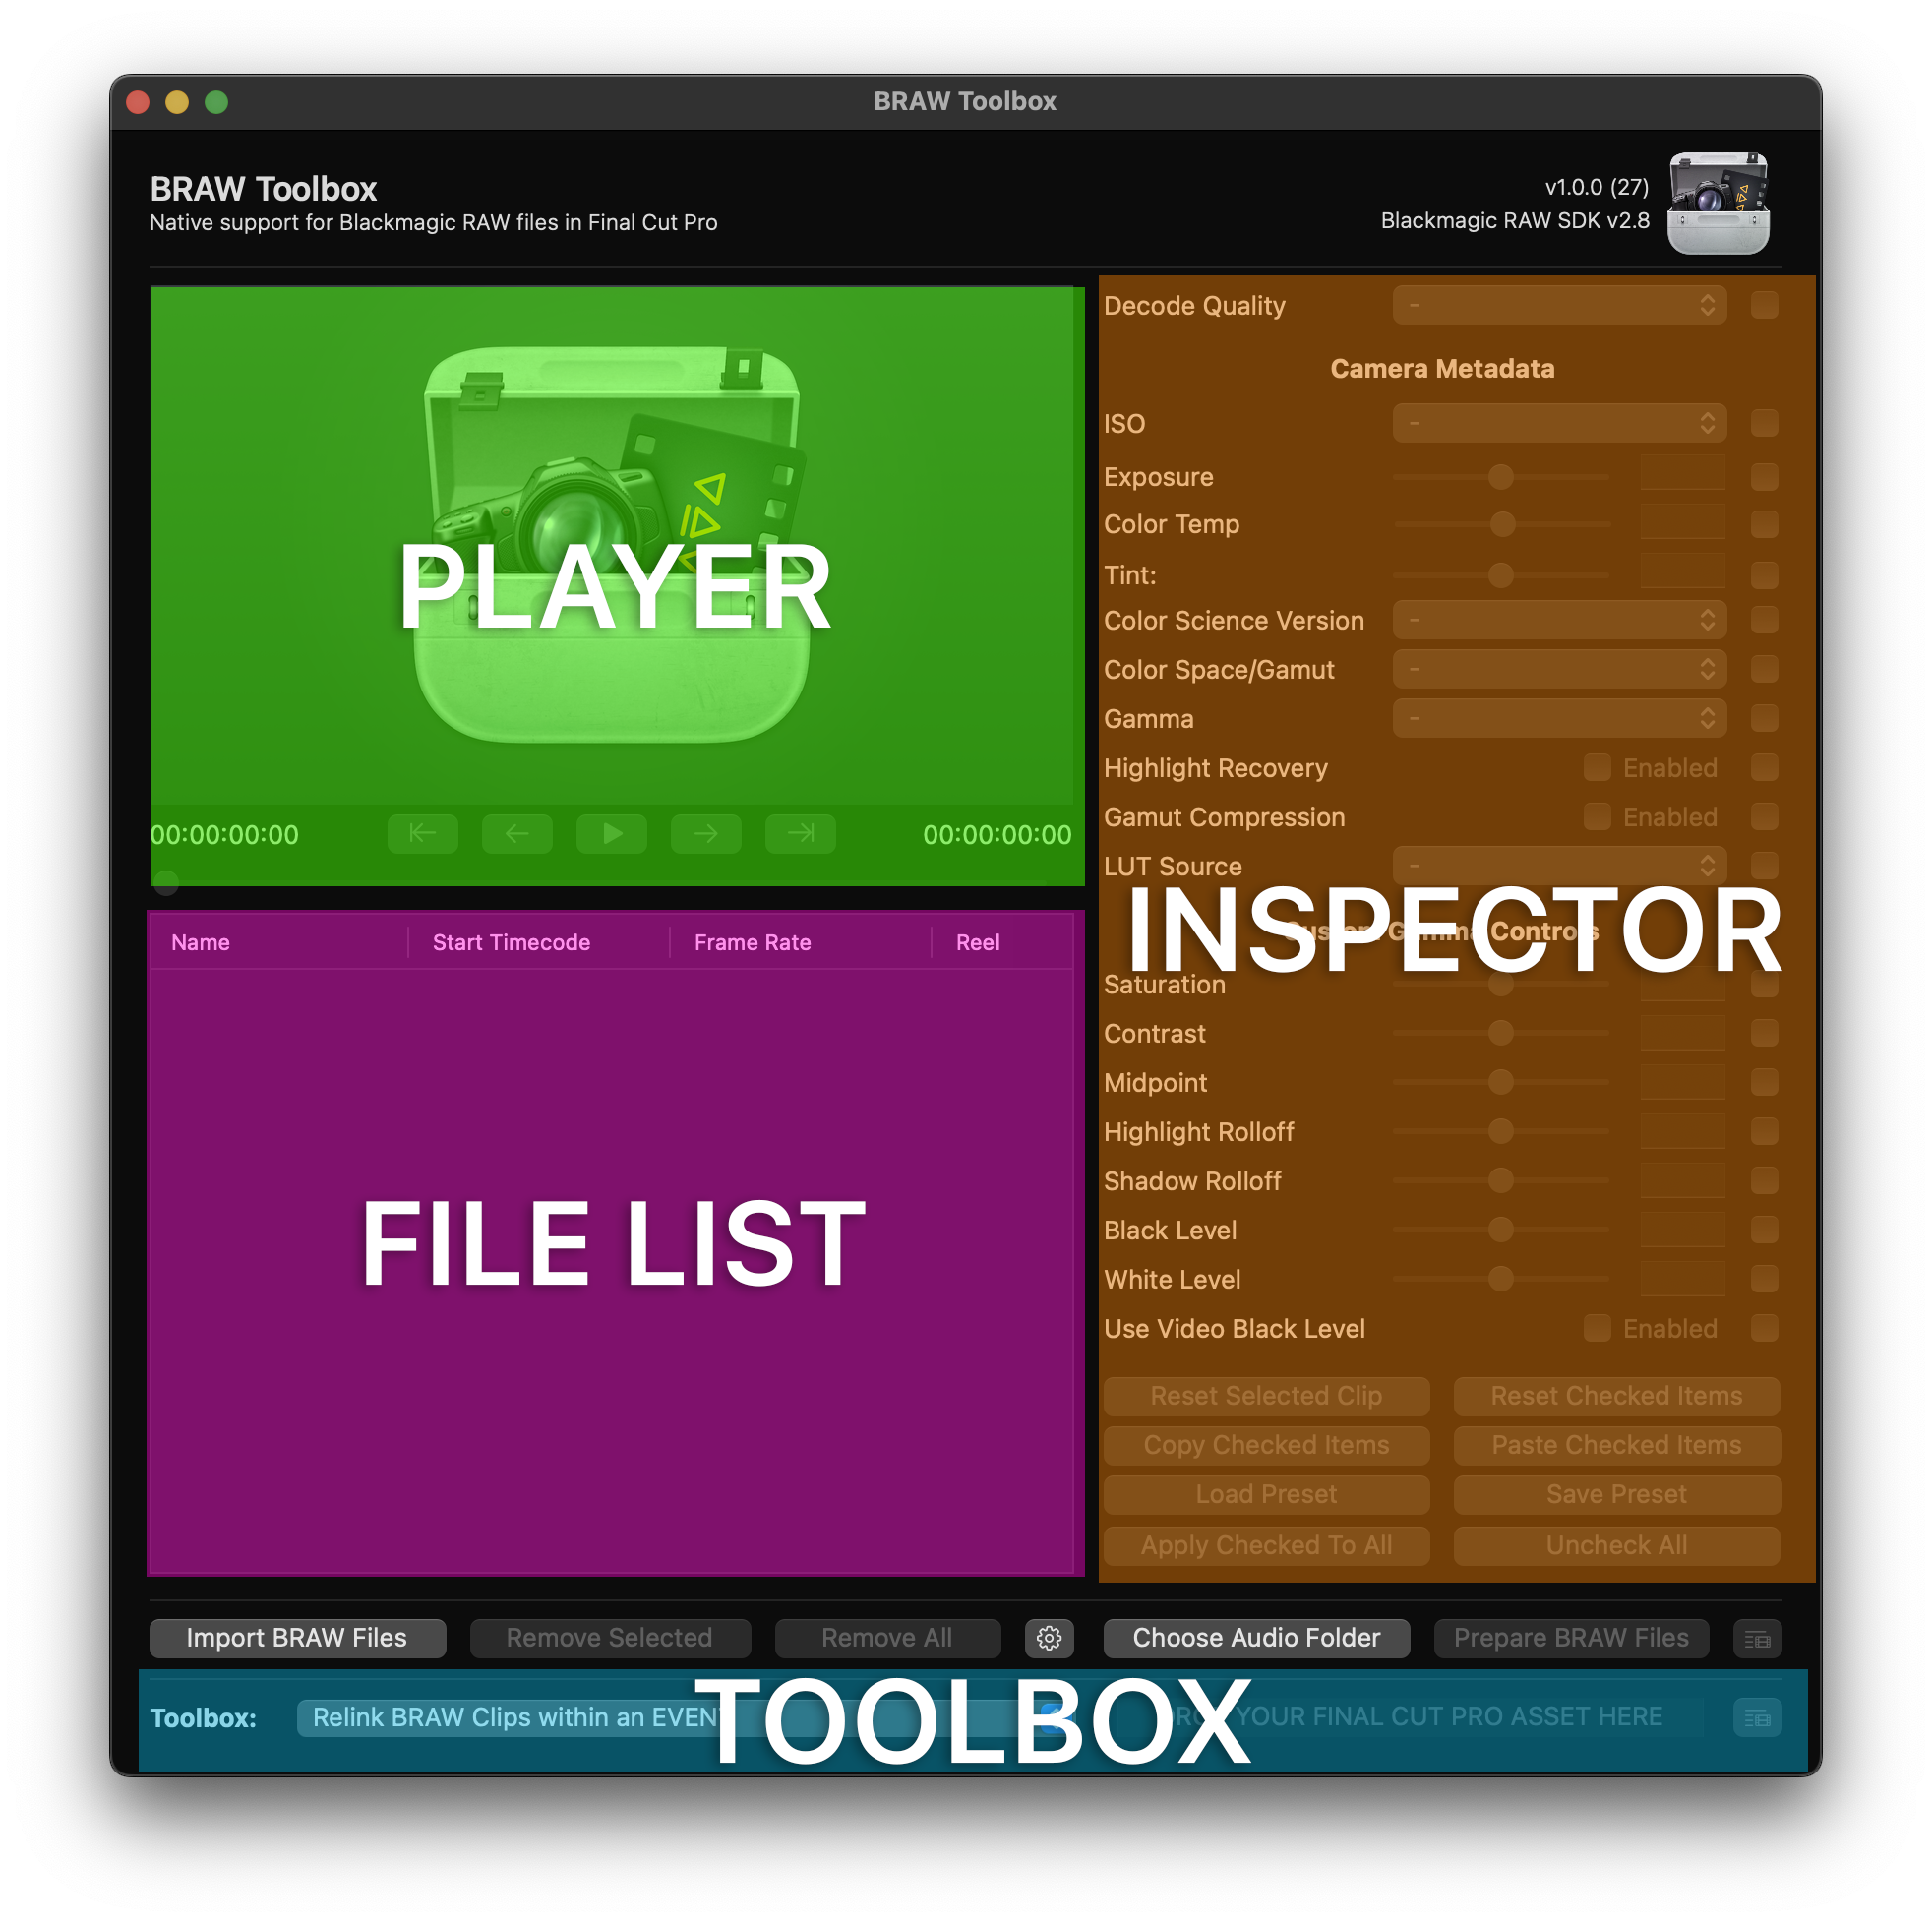 BRAW Toolbox
BRAW Toolbox
Native support for Blackmagic RAW files in Final Cut Pro
v1.0.0 (27)
Blackmagic RAW SDK v2.8
PLAYER
00:00:00:00
00:00:00:00
Name Start Timecode Frame Rate Reel
FILE LIST
Decode Quality -
Camera Metadata
ISO -
Exposure
Color Temp
Tint:
Color Science Version -
Color Space/Gamut -
Gamma -
Highlight Recovery Enabled
Gamut Compression Enabled
LUT Source -
INSPECTOR
Gamma Controls
Saturation
Contrast
Midpoint
Highlight Rolloff
Shadow Rolloff
Black Level
White Level
Use Video Black Level Enabled
Reset Selected Clip Reset Checked Items
Copy Checked Items Paste Checked Items
Load Preset Save Preset
Apply Checked To All Uncheck All
Import BRAW Files Remove Selected Remove All Choose Audio Folder Prepare BRAW Files
TOOLBOX
Toolbox: Relink BRAW Clips within an EVENT YOUR FINAL CUT PRO ASSET HERE